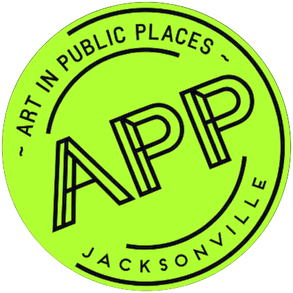 ~ ART IN PUBLIC PLACES ~
APP
JACKSONVILLE